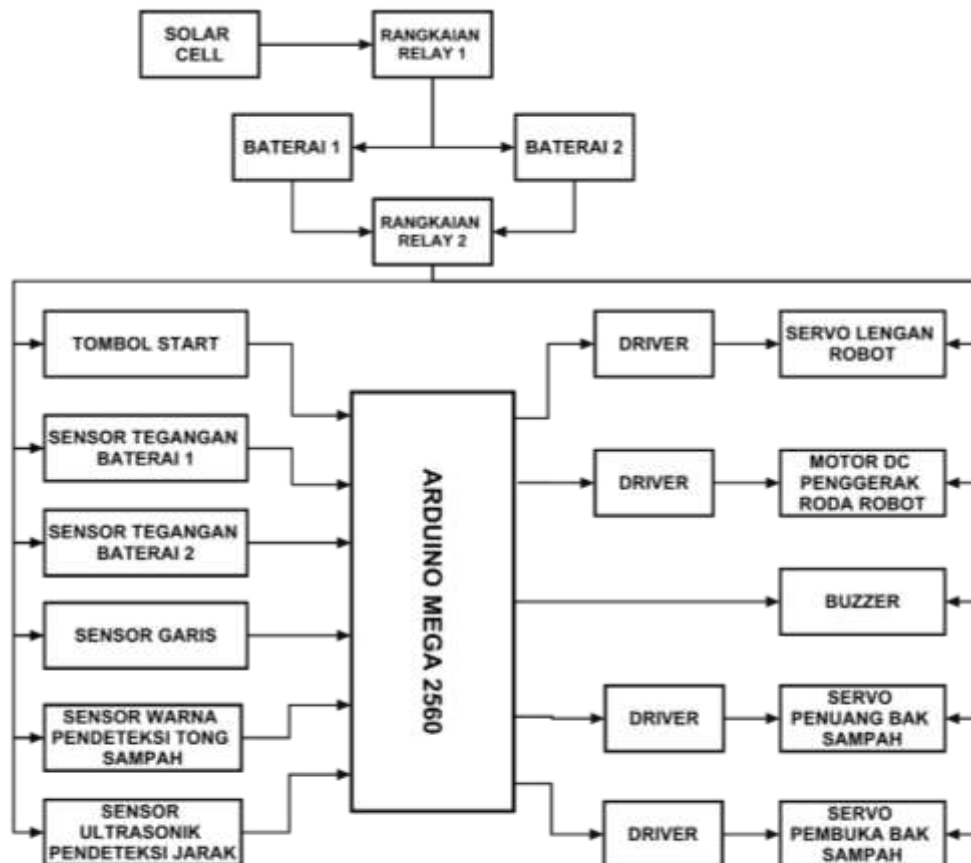 SOLAR
CELL
RANGKAIAN
RELAY 1
BATERAI 1
BATERAI 2
RANGKAIAN
RELAY 2
TOMBOL START
SENSOR TEGANGAN
BATERAI 1
SENSOR TEGANGAN
BATERAI 2
SENSOR GARIS
SENSOR WARNA
PENDETEKSI TONG
SAMPAH
SENSOR
ULTRASONIK
PENDETEKSI JARAK
ARDUINO MEGA 2560
DRIVER
SERVO LENGAN
ROBOT
DRIVER
MOTOR DC
PENGGERAK
RODA ROBOT
BUZZER
DRIVER
SERVO
PENUANG BAK
SAMPAH
DRIVER
SERVO
PEMBUKA BAK
SAMPAH